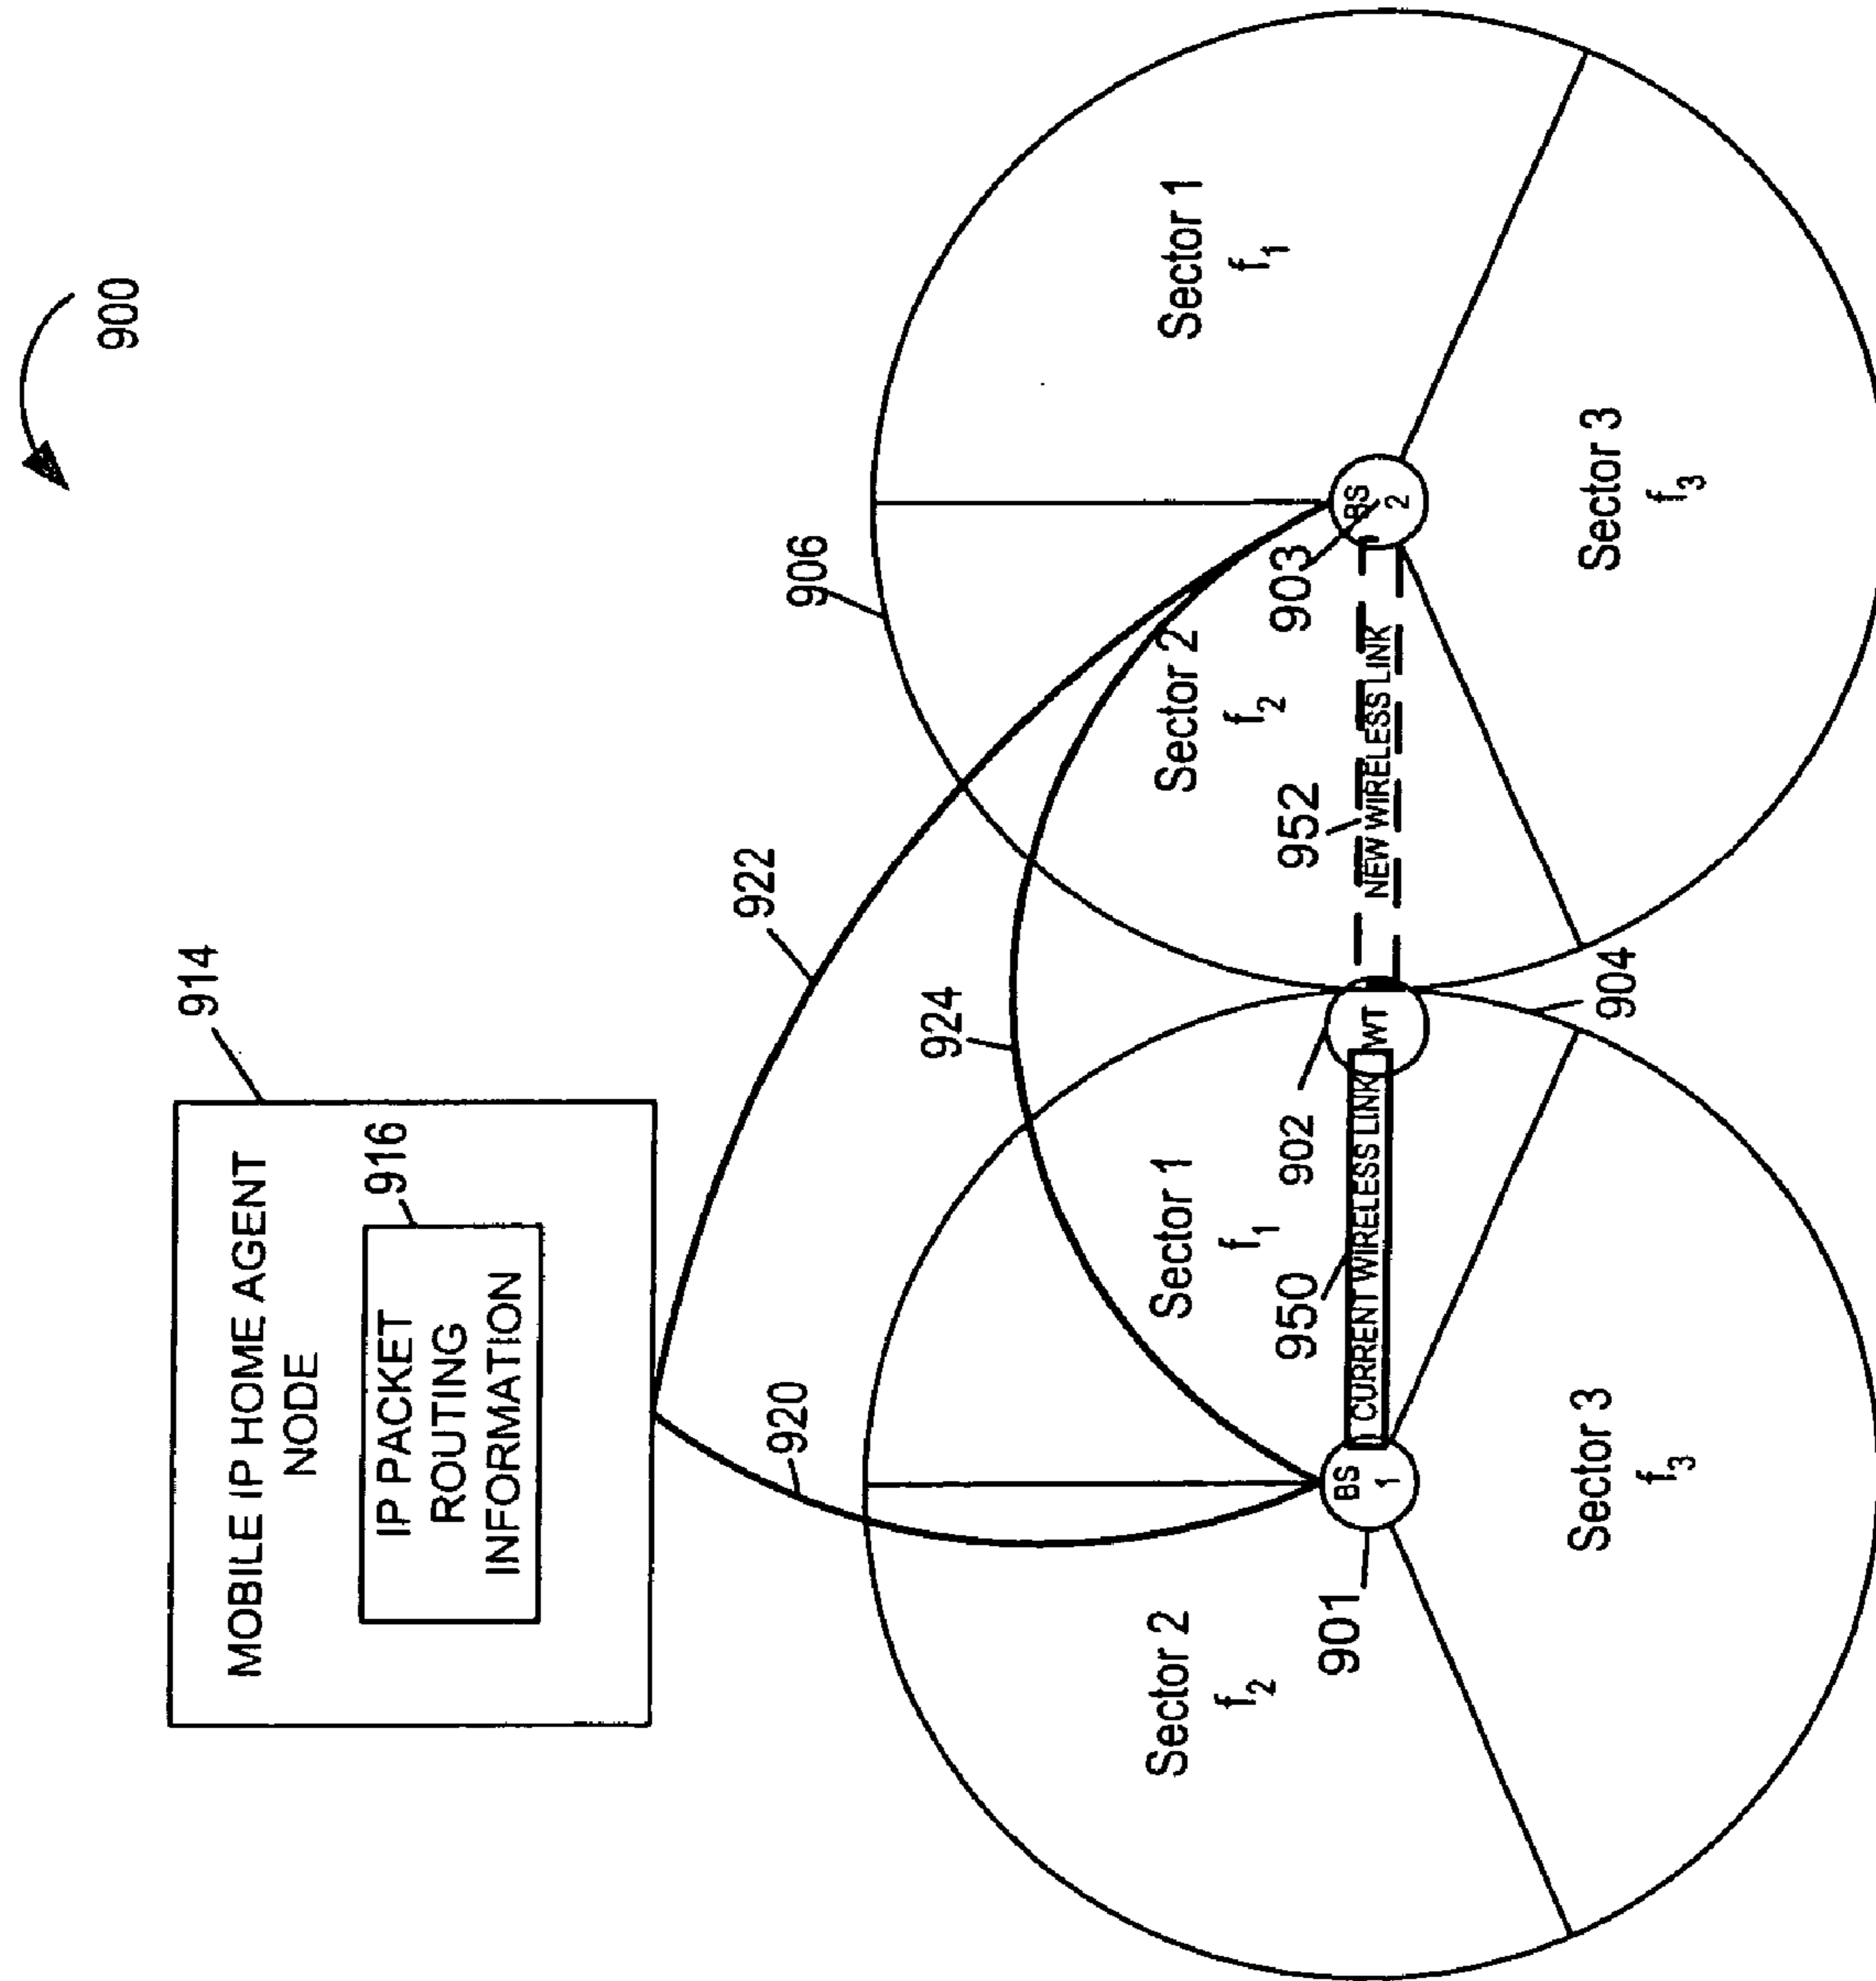 900
914
MOBILE IP HOME AGENT
NODE
916
IP PACKET
ROUTING
INFORMATION
922
906
920
924
Sector 2
f2
Sector 1
f1
Sector 2
f2
Sector 1
f1
950
902
952
903
901
BS
1
CURRENT WIRELESS LINK
WT
NEW WIRELESS LINK
BS
2
Sector 3
f3
904
Sector 3
f3